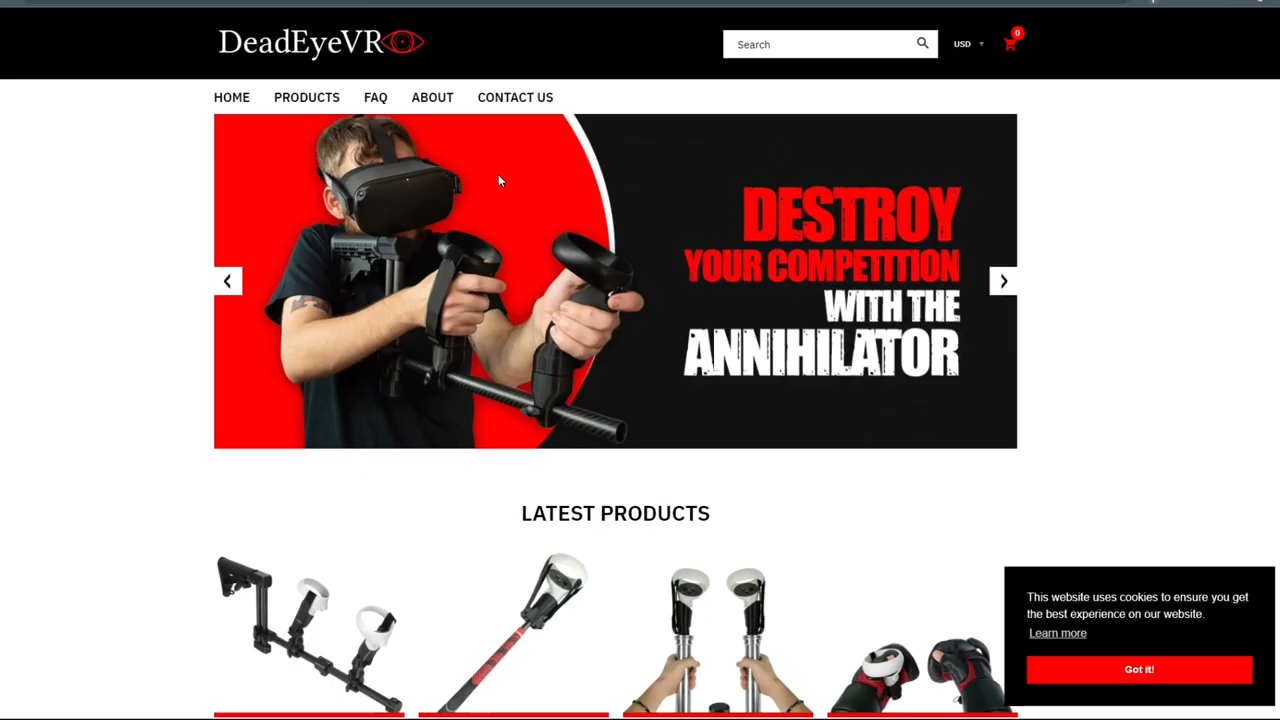 DeadEyeVR
Search
USD
0
HOME
PRODUCTS
FAQ
ABOUT
CONTACT US
DESTROY
YOUR COMPETITION
WITH THE
ANNIHILATOR
LATEST PRODUCTS
This website uses cookies to ensure you get
the best experience on our website.
Learn more
Got it!